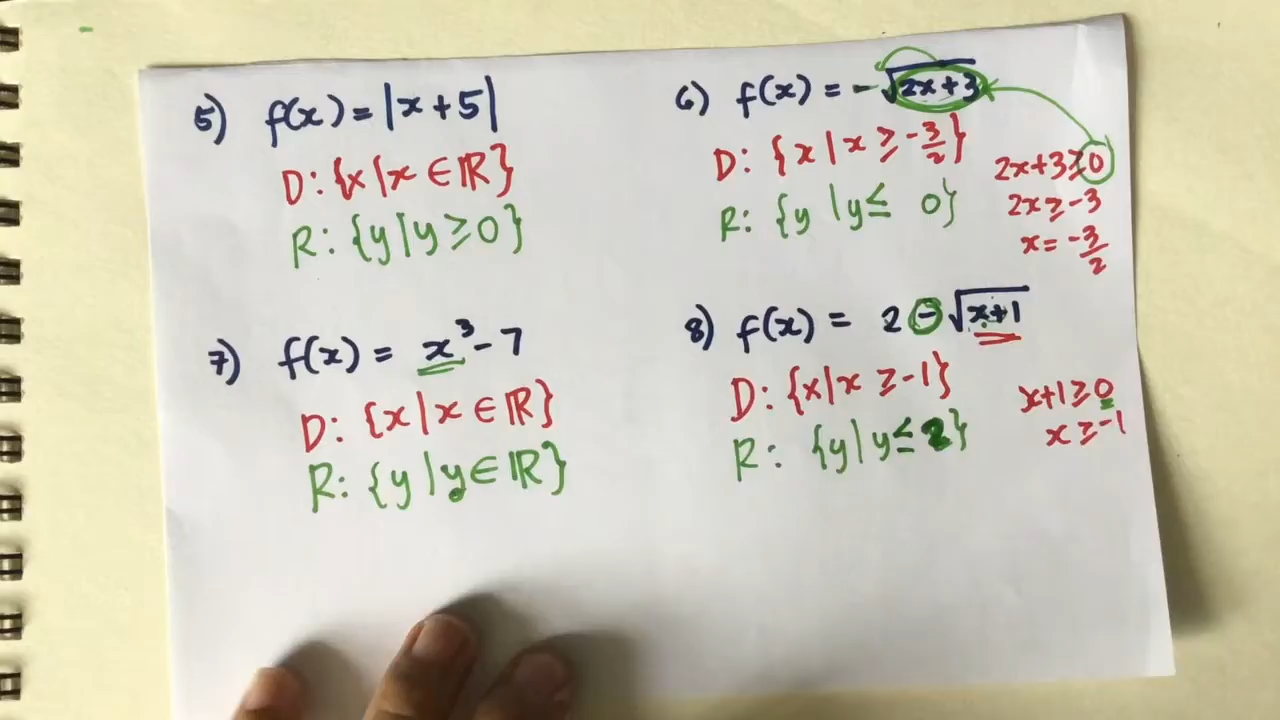 5) f(x) = |x + 5|
D: {x | x ∈ ℝ}
R: {y | y ≥ 0}
6) f(x) = -√(2x + 3)
D: {x | x ≥ -3/2}
R: {y | y ≤ 0}
2x + 3 ≥ 0
2x ≥ -3
x = -3/2
7) f(x) = x³ - 7
D: {x | x ∈ ℝ}
R: {y | y ∈ ℝ}
8) f(x) = 2 - √(x + 1)
D: {x | x ≥ -1}
R: {y | y ≤ 2}
x + 1 ≥ 0
x ≥ -1